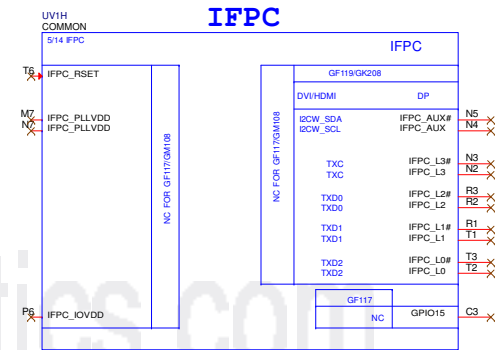 IFPC
UV1H
COMMON
5/14 IFPC
IFPC
T6 IFPC_RSET
GF119/GK208
DVI/HDMI DP
M7 IFPC_PLLVDD
N7 IFPC_PLLVDD
NC FOR GF117/GM108
NC FOR GF117/GM108
I2CW_SDA IFPC_AUX# N5
I2CW_SCL IFPC_AUX N4
TXC IFPC_L3# N3
TXC IFPC_L3 N2
TXD0 IFPC_L2# R3
TXD0 IFPC_L2 R2
TXD1 IFPC_L1# R1
TXD1 IFPC_L1 T1
TXD2 IFPC_L0# T3
TXD2 IFPC_L0 T2
GF117
P6 IFPC_IOVDD
NC GPIO15 C3
tics.com